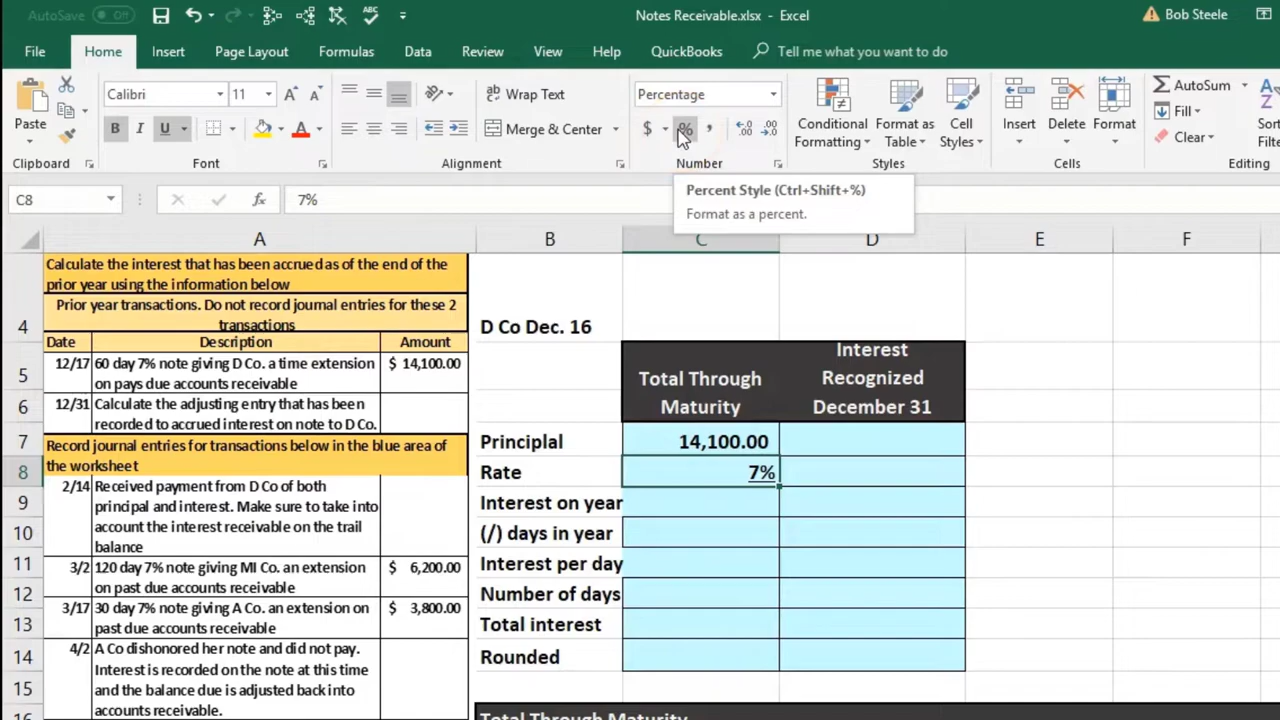 AutoSave Off
Notes Receivable.xlsx - Excel
Bob Steele
File Home Insert Page Layout Formulas Data Review View Help QuickBooks Tell me what you want to do
Paste
Calibri 11
B I U
Wrap Text
Merge & Center
Percentage
$ % ,
Conditional Formatting
Format as Table
Cell Styles
Insert Delete Format
AutoSum
Fill
Clear
Clipboard Font Alignment Number Styles Cells Editing
Percent Style (Ctrl+Shift+%)
Format as a percent.
C8 fx 7%
A B C D E F
Calculate the interest that has been accrued as of the end of the
prior year using the information below
Prior year transactions. Do not record journal entries for these 2
transactions
Date Description Amount
12/17 60 day 7% note giving D Co. a time extension $ 14,100.00
on pays due accounts receivable
12/31 Calculate the adjusting entry that has been
recorded to accrued interest on note to D Co.
Record journal entries for transactions below in the blue area of
the worksheet
2/14 Received payment from D Co of both
principal and interest. Make sure to take into
account the interest receivable on the trail
balance
3/2 120 day 7% note giving MI Co. an extension $ 6,200.00
on past due accounts receivable
3/17 30 day 7% note giving A Co. an extension on $ 3,800.00
past due accounts receivable
4/2 A Co dishonored her note and did not pay.
Interest is recorded on the note at this time
and the balance due is adjusted back into
accounts receivable.
4 D Co Dec. 16
5
6
Total Through
Maturity
Interest
Recognized
December 31
7 Principlal 14,100.00
8 Rate 7%
9 Interest on year
10 (/) days in year
11 Interest per day
12 Number of days
13 Total interest
14 Rounded
15
16 Total Through Maturity